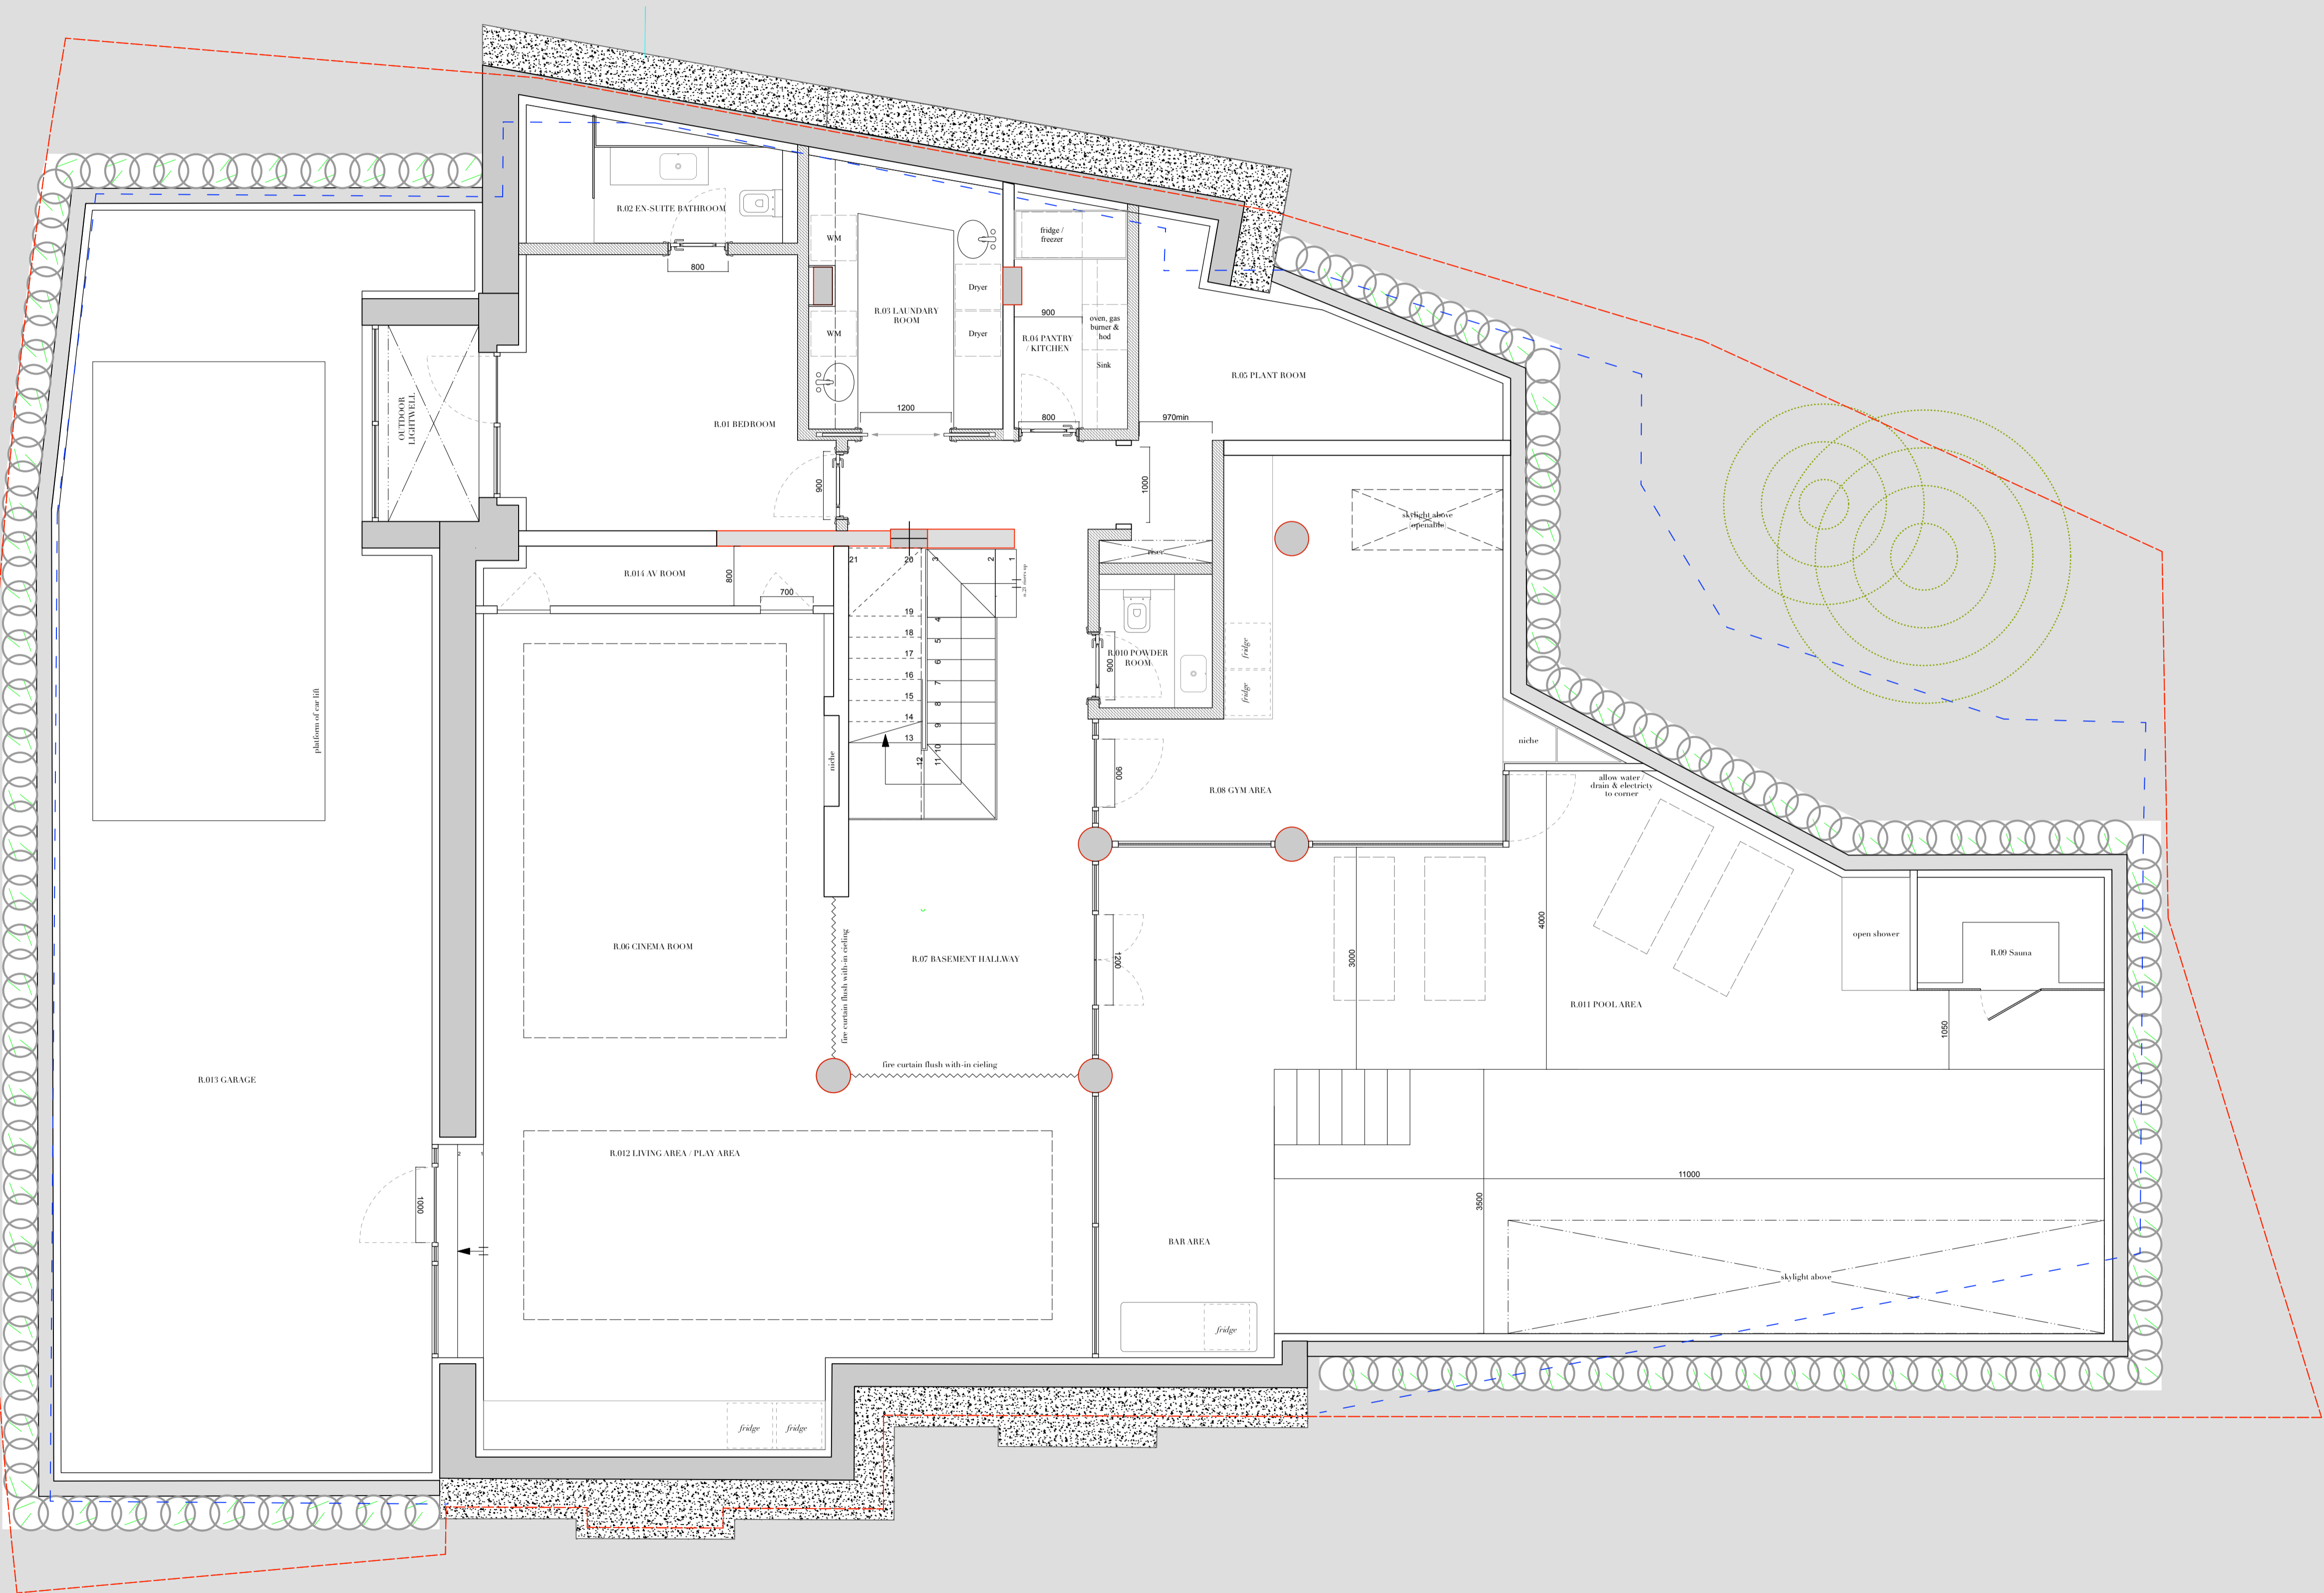 R.02 EN-SUITE BATHROOM
800
WM
WM
Dryer
Dryer
R.03 LAUNDARY
ROOM
1200
fridge /
freezer
900
R.04 PANTRY
/ KITCHEN
oven, gas
burner &
hod
Sink
800
970min
1000
R.05 PLANT ROOM
OUTDOOR
LIGHTWELL
R.01 BEDROOM
900
skylight above
(openable)
R.014 AV ROOM
800
700
21
20
3
2
1
n.21 risers up
19
18
17
16
15
14
13
12
11
10
9
8
7
6
5
4
niche
R.010 POWDER
ROOM
900
fridge
fridge
platform of car lift
900
R.08 GYM AREA
niche
allow water /
drain & electricty
to corner
R.06 CINEMA ROOM
fire curtain flush with-in cieling
R.07 BASEMENT HALLWAY
1200
3000
4000
open shower
R.09 Sauna
R.011 POOL AREA
1050
fire curtain flush with-in cieling
R.013 GARAGE
R.012 LIVING AREA / PLAY AREA
2
1
1000
11000
3500
BAR AREA
skylight above
fridge
fridge
fridge